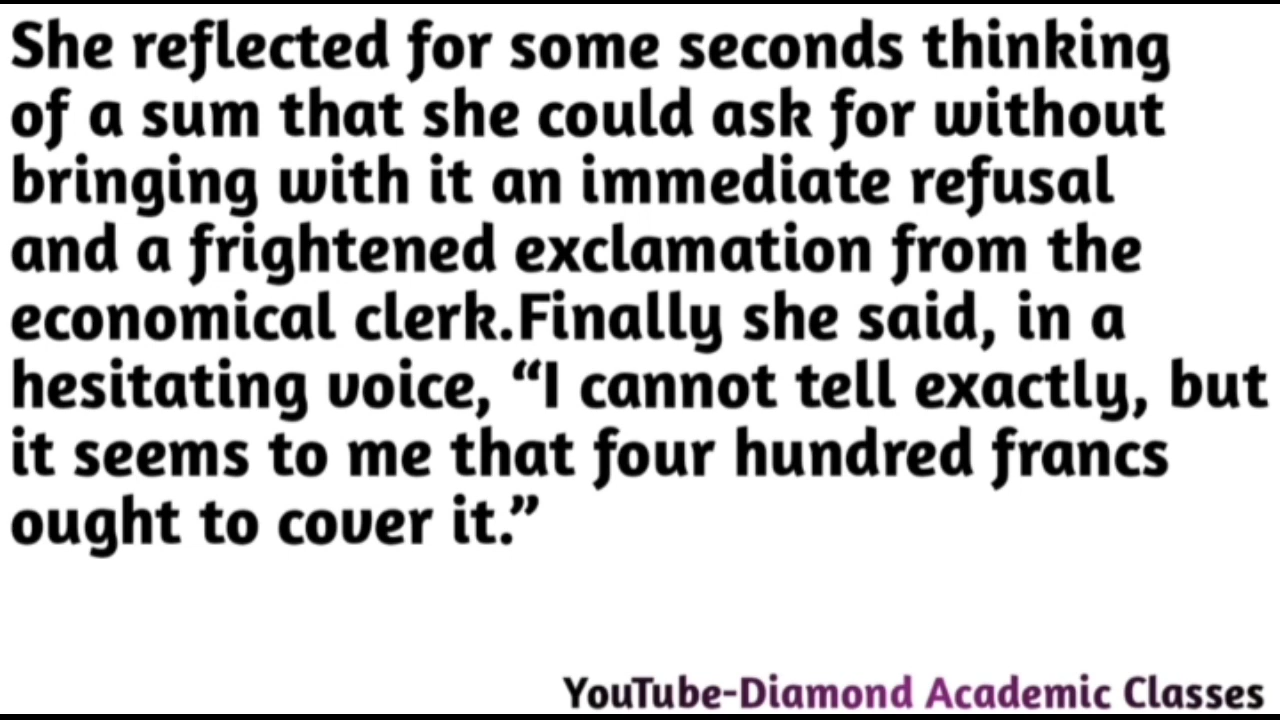 She reflected for some seconds thinking
of a sum that she could ask for without
bringing with it an immediate refusal
and a frightened exclamation from the
economical clerk.Finally she said, in a
hesitating voice, “I cannot tell exactly, but
it seems to me that four hundred francs
ought to cover it.”
YouTube-Diamond Academic Classes